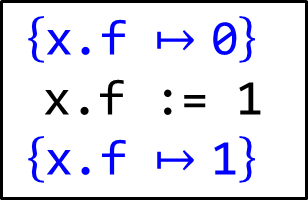 {x.f ↦ 0}
x.f := 1
{x.f ↦ 1}